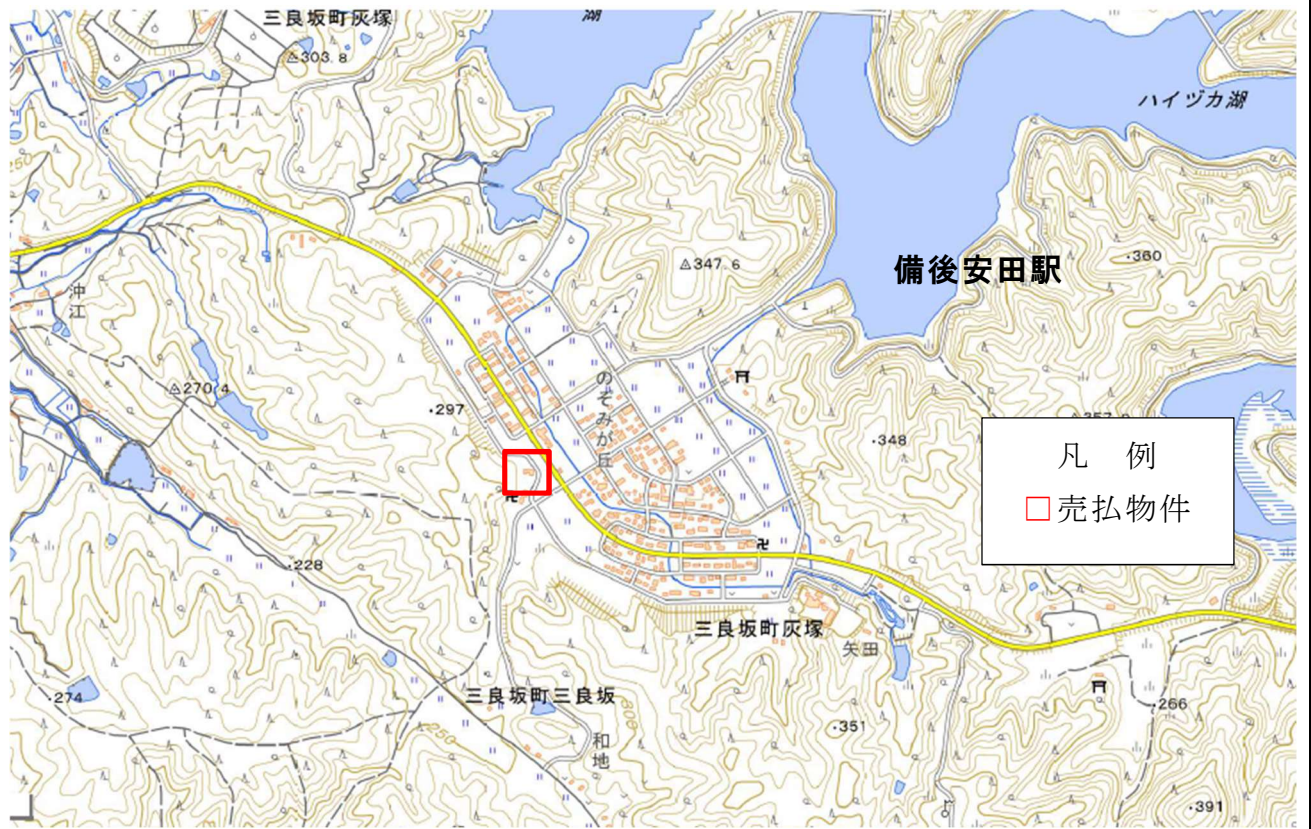 三良坂町灰塚
湖
△303.8
ハイヅカ湖
250
△347.6
備後安田駅
・360
沖江
△270.4
・297
のぞみが丘
・348
凡 例
□売払物件
・228
三良坂町灰塚
矢田
・274
三良坂町三良坂
・266
250
和地
・351
・391